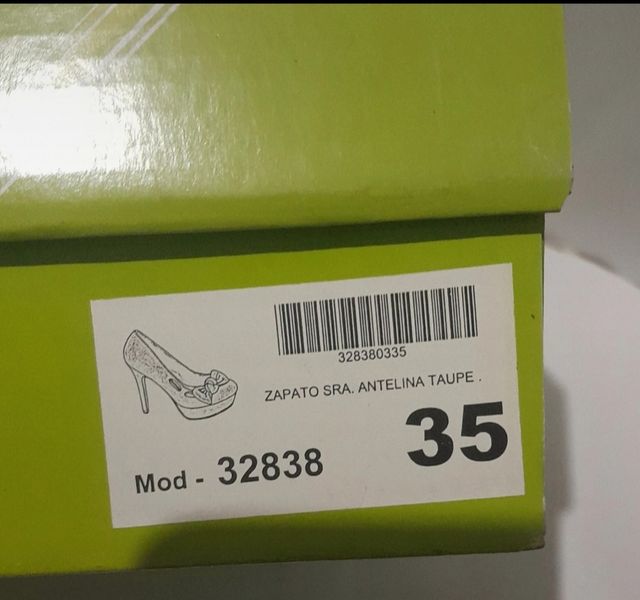 328380335
ZAPATO SRA. ANTELINA TAUPE .
35
Mod - 32838